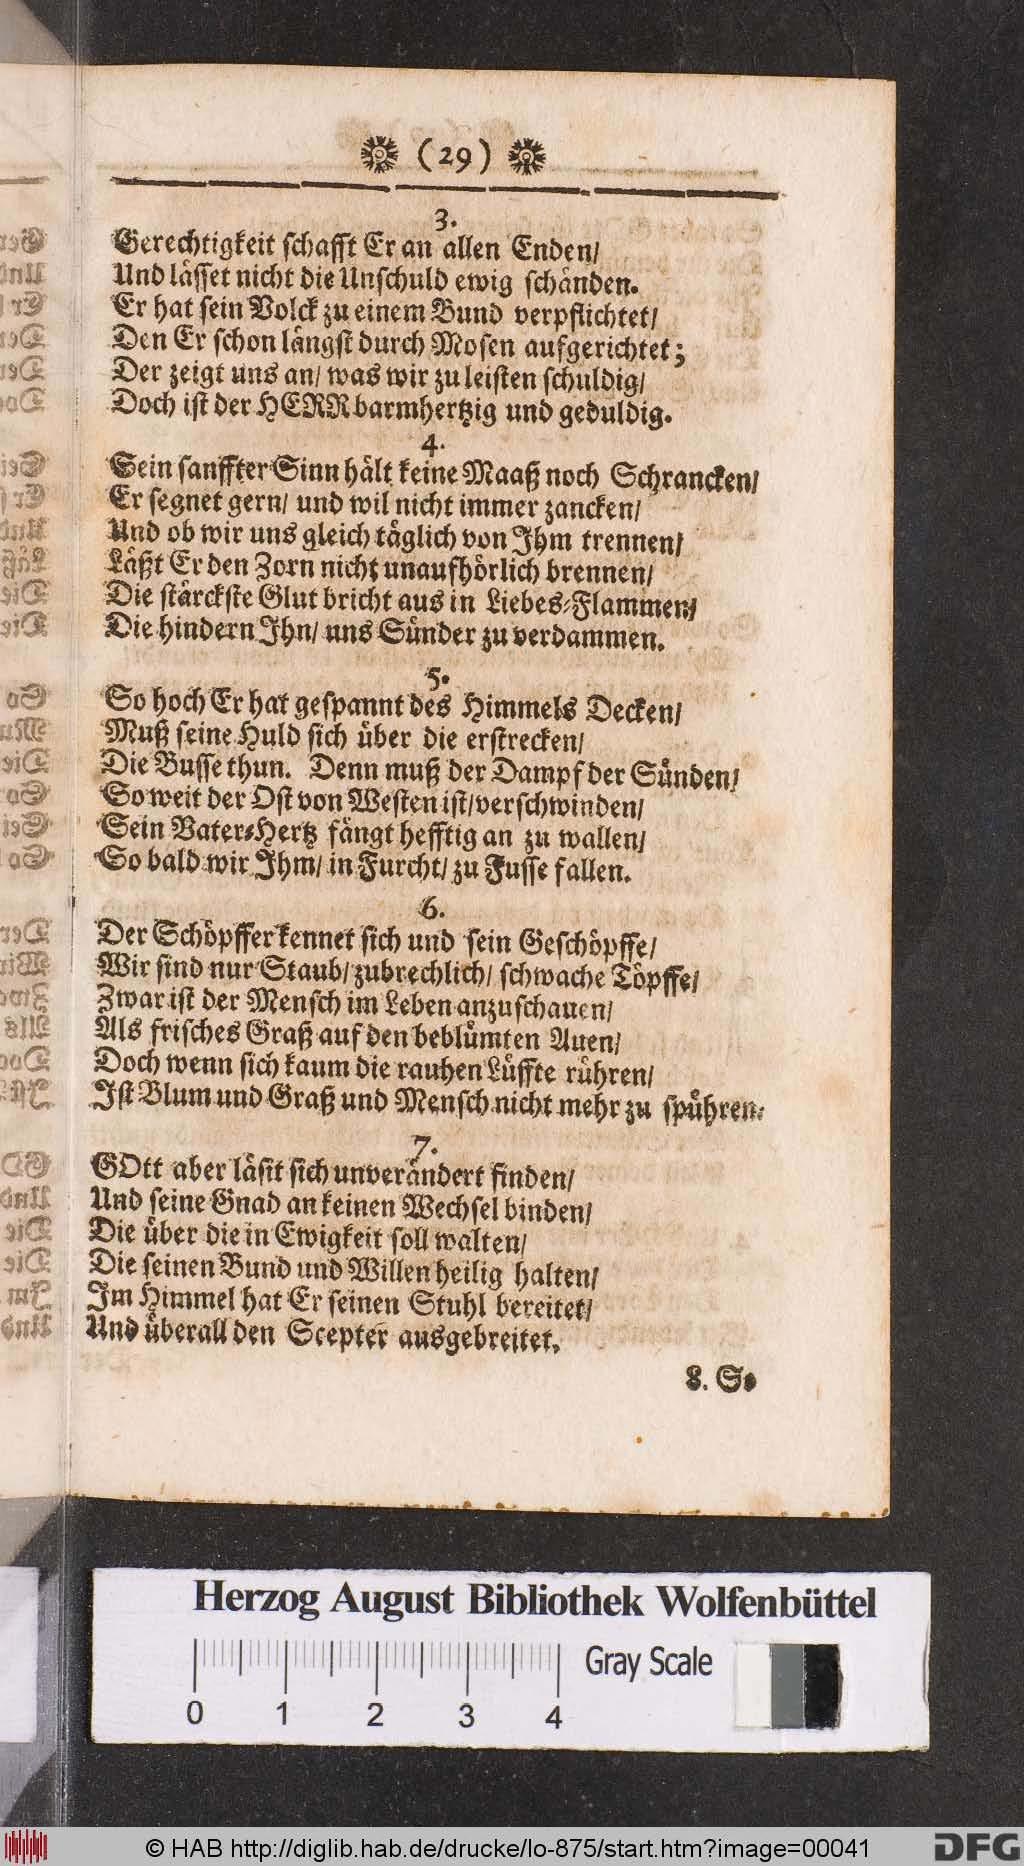 (29)
3.
Gerechtigkeit schafft Er an allen Enden/
Und lässet nicht die Unschuld ewig schänden.
Er hat sein Volck zu einem Bund verpflichtet/
Den Er schon längst durch Mosen aufgerichtet;
Der zeigt uns an/ was wir zu leisten schuldig/
Doch ist der HERR barmhertzig und geduldig.
4.
Sein sanffter Sinn hält keine Maaß noch Schrancken/
Er segnet gern/ und wil nicht immer zancken/
Und ob wir uns gleich täglich von Ihm trennen/
Läßt Er den Zorn nicht unaufhörlich brennen/
Die stärckste Glut bricht aus in Liebes-Flammen/
Die hindern Ihn/ uns Sünder zu verdammen.
5.
So hoch Er hat gespannt des Himmels Decken/
Muß seine Huld sich über die erstrecken/
Die Busse thun. Denn muß der Dampf der Sünden/
So weit der Ost von Westen ist/ verschwinden/
Sein Vater-Hertz fängt hefftig an zu wallen/
So bald wir Ihm/ in Furcht/ zu Fusse fallen.
6.
Der Schöpffer kennet sich und sein Geschöpffe/
Wir sind nur Staub/ zubrechlich/ schwache Töpffe/
Zwar ist der Mensch im Leben anzuschauen/
Als frisches Graß auf den beblümten Auen/
Doch wenn sich kaum die rauhen Lüffte rühren/
Ist Blum und Graß und Mensch nicht mehr zu spühren.
7.
GOtt aber läsit sich unverändert finden/
Und seine Gnad an keinen Wechsel binden/
Die über die in Ewigkeit soll walten/
Die seinen Bund und Willen heilig halten/
Im Himmel hat Er seinen Stuhl bereitet/
Und überall den Scepter ausgebreitet.
8. So
Herzog August Bibliothek Wolfenbüttel
Gray Scale
0 1 2 3 4
© HAB http://diglib.hab.de/drucke/lo-875/start.htm?image=00041
DFG